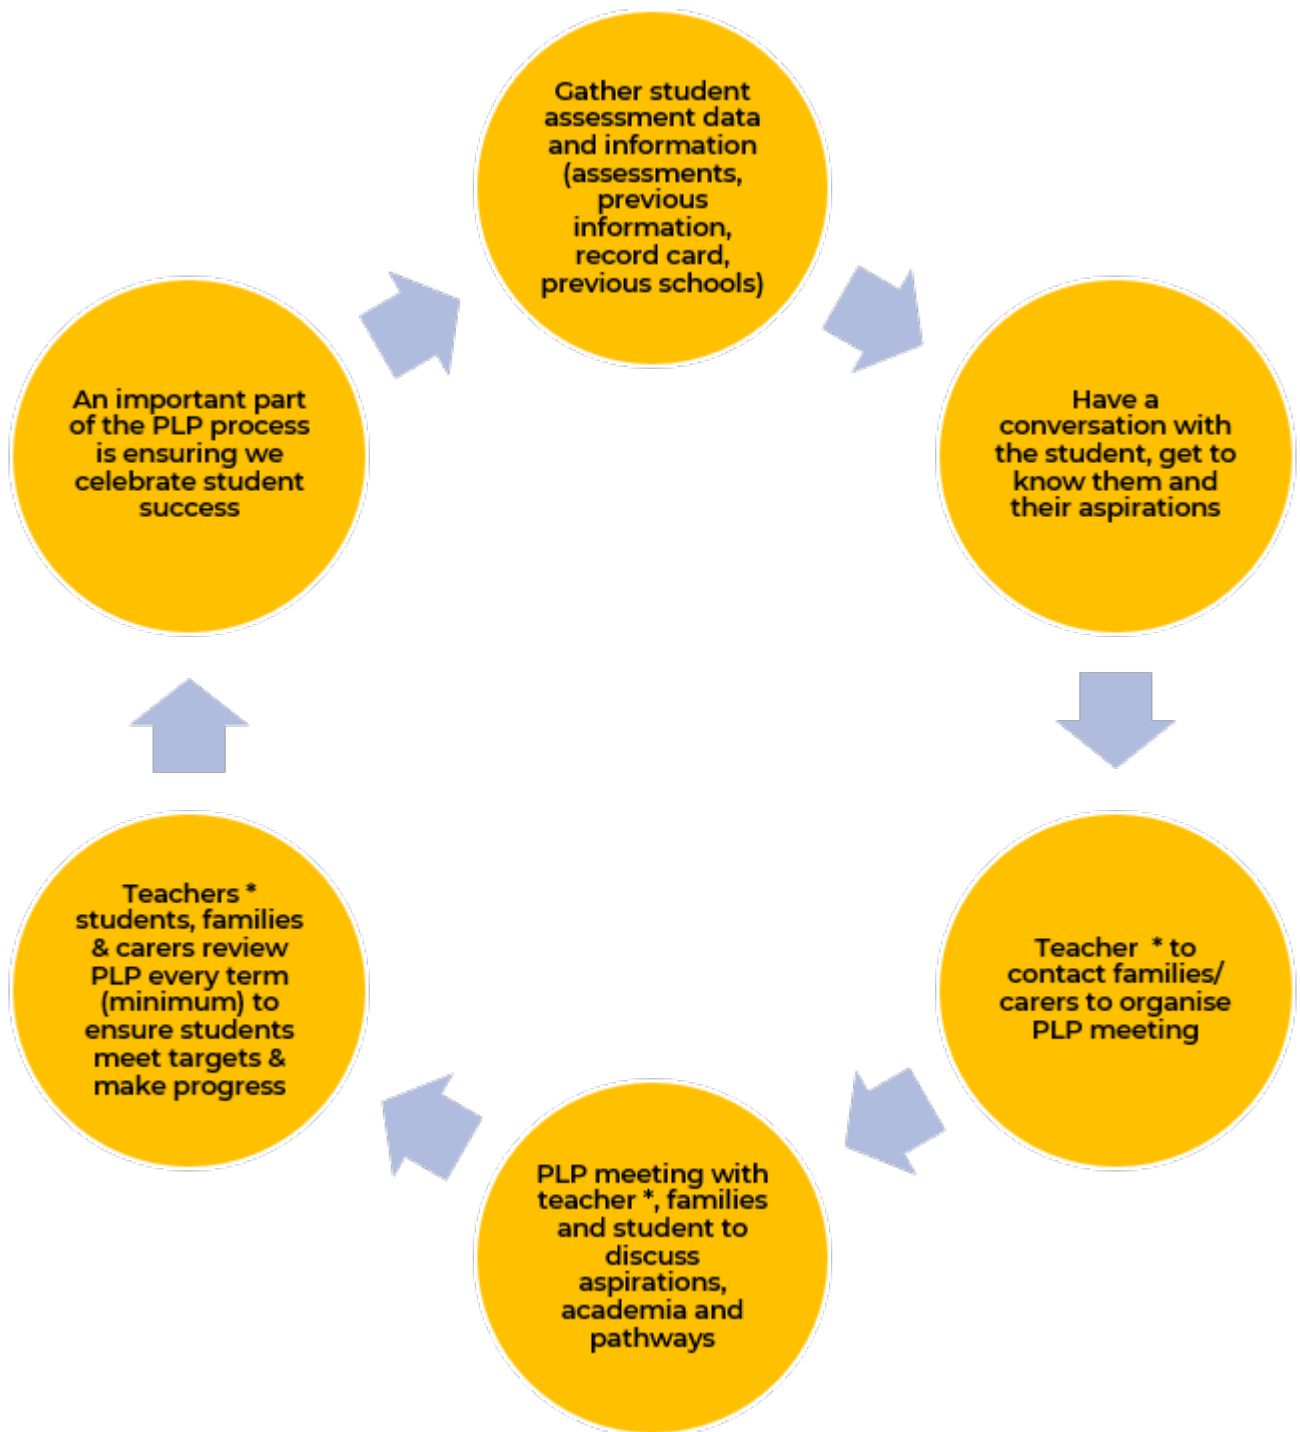 Gather student
assessment data
and information
(assessments,
previous
information,
record card,
previous schools)
Have a
conversation with
the student, get to
know them and
their aspirations
Teacher  * to
contact families/
carers to organise
PLP meeting
PLP meeting with
teacher *, families
and student to
discuss
aspirations,
academia and
pathways
Teachers *
students, families
& carers review
PLP every term
(minimum) to
ensure students
meet targets &
make progress
An important part
of the PLP process
is ensuring we
celebrate student
success